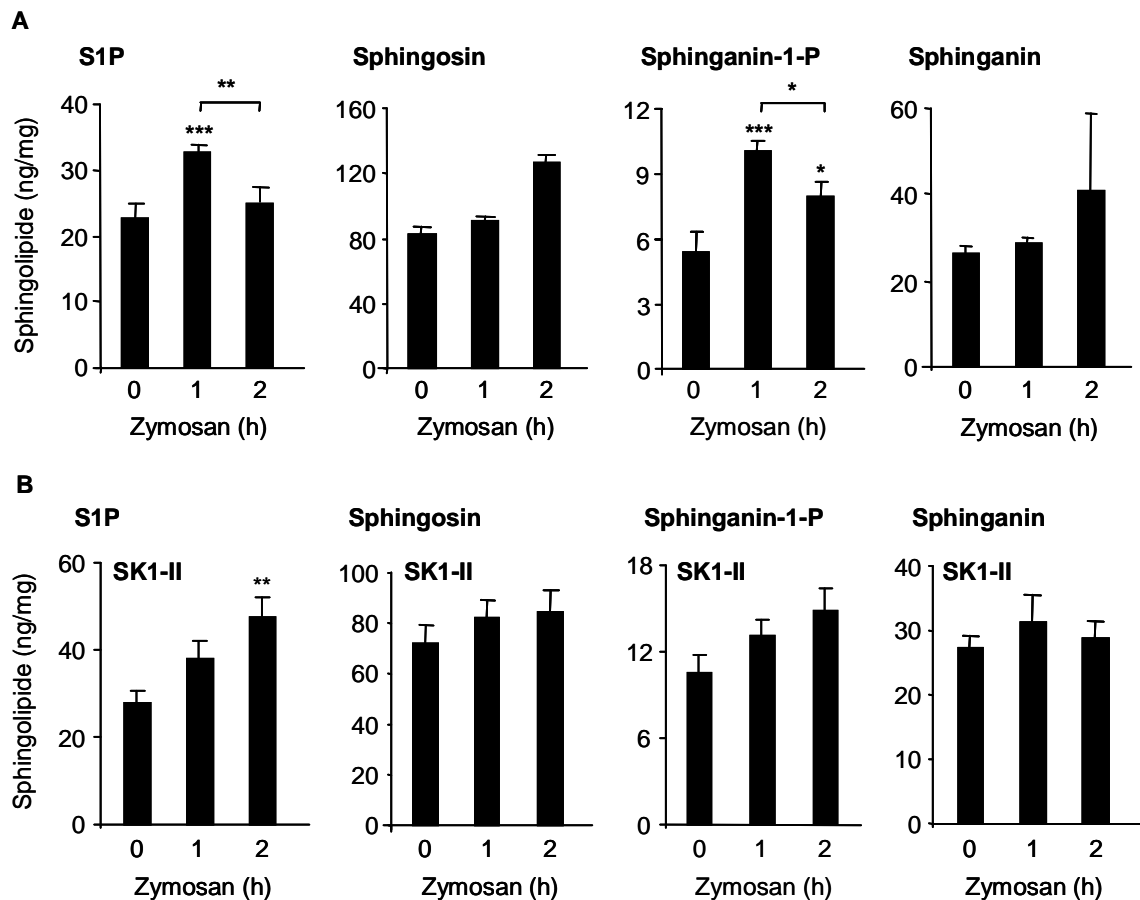 A
S1P
Sphingosin
Sphinganin-1-P
Sphinganin
Sphingolipide (ng/mg)
40
30
20
10
0
***
**
0 1 2
Zymosan (h)
160
120
80
40
0
0 1 2
Zymosan (h)
12
9
6
3
0
***
*
*
0 1 2
Zymosan (h)
60
40
20
0
0 1 2
Zymosan (h)
B
S1P
Sphingosin
Sphinganin-1-P
Sphinganin
Sphingolipide (ng/mg)
60
40
20
0
SK1-II
**
0 1 2
Zymosan (h)
100
80
60
40
20
0
SK1-II
0 1 2
Zymosan (h)
18
12
6
0
SK1-II
0 1 2
Zymosan (h)
40
30
20
10
0
SK1-II
0 1 2
Zymosan (h)